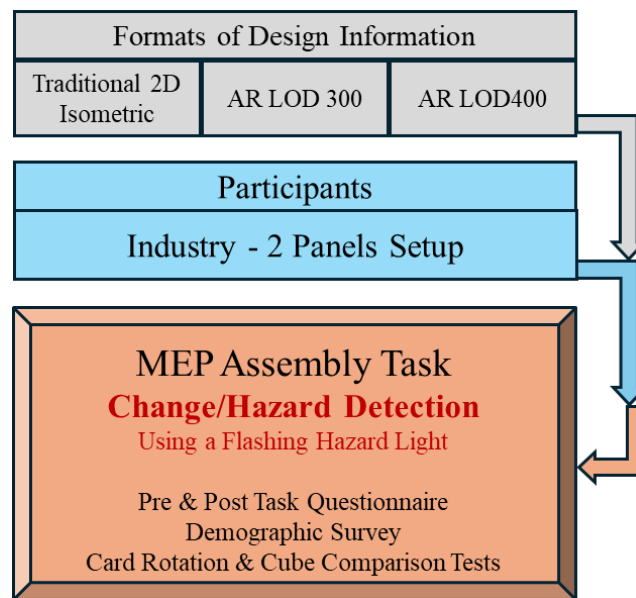 Formats of Design Information
Traditional 2D
Isometric
AR LOD 300
AR LOD400
Participants
Industry - 2 Panels Setup
MEP Assembly Task
Change/Hazard Detection
Using a Flashing Hazard Light
Pre & Post Task Questionnaire
Demographic Survey
Card Rotation & Cube Comparison Tests